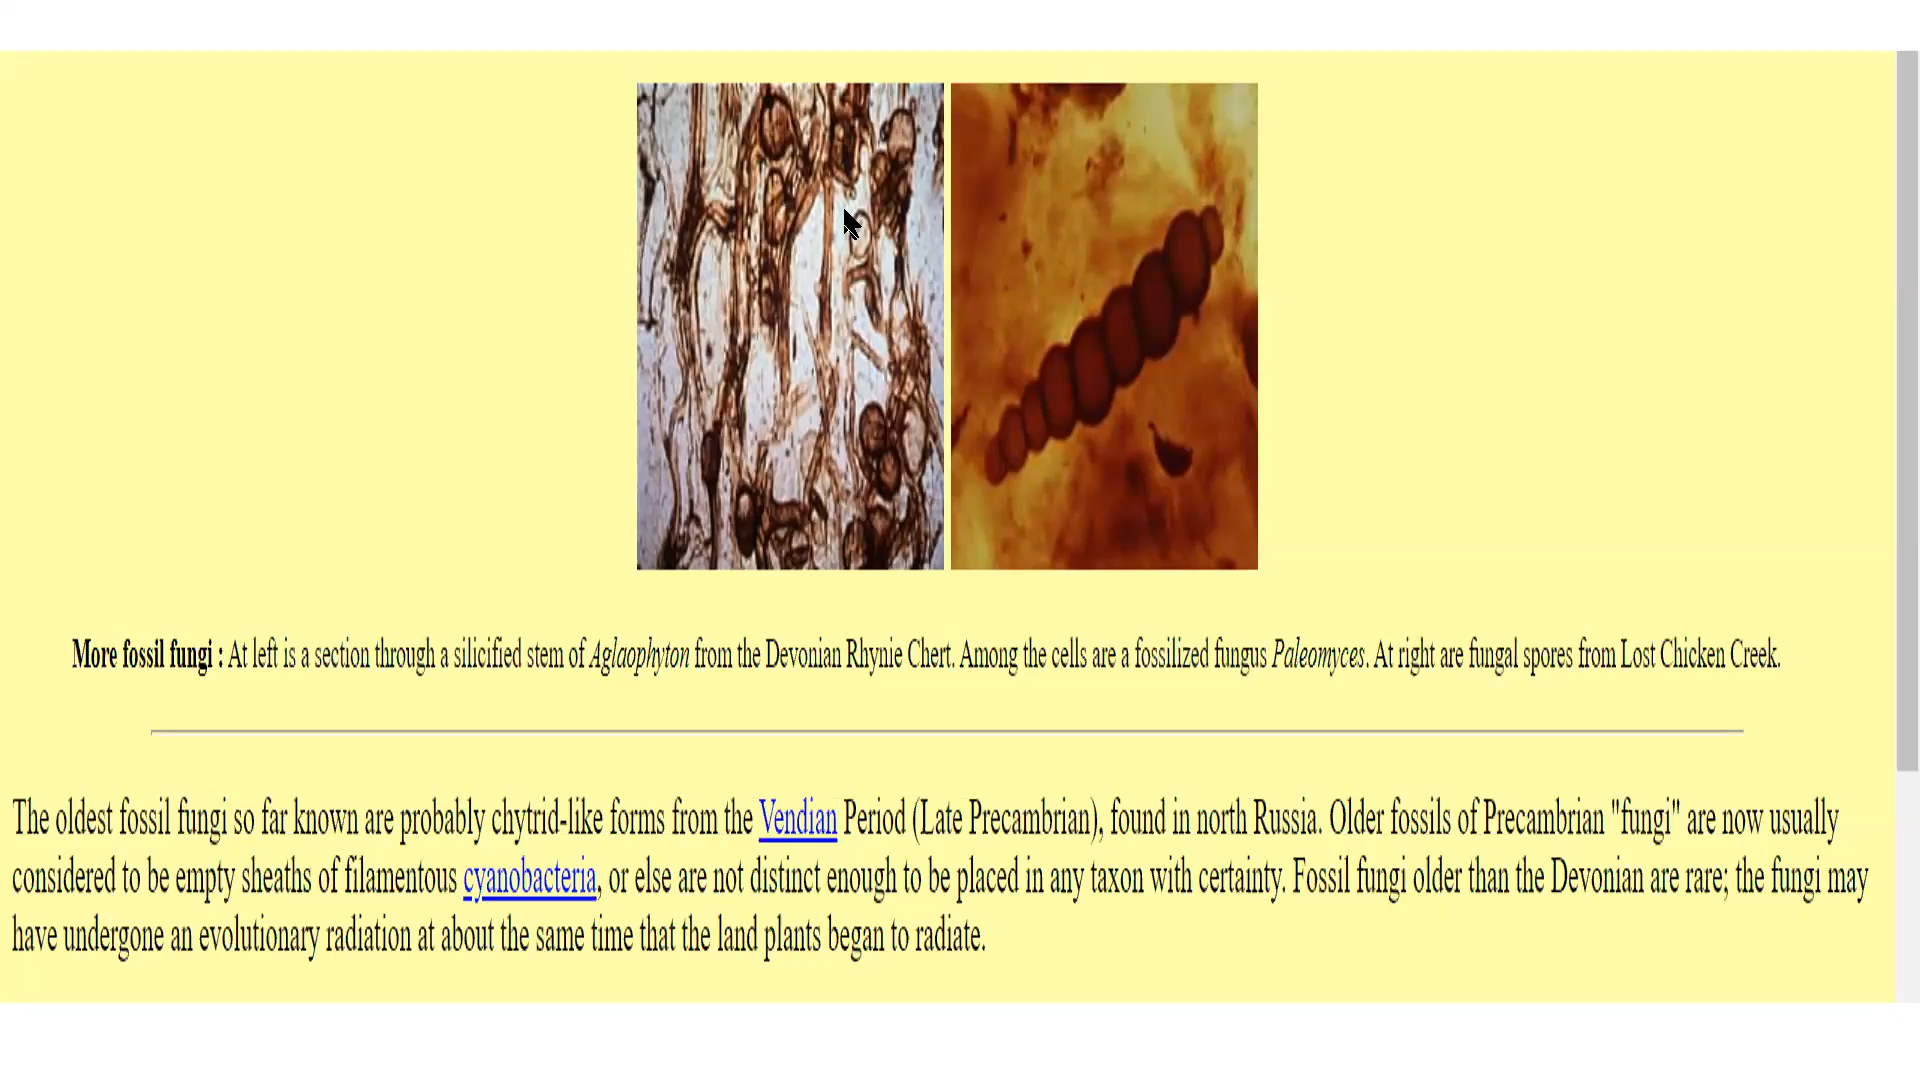 More fossil fungi : At left is a section through a silicified stem of Aglaophyton from the Devonian Rhynie Chert. Among the cells are a fossilized fungus Paleomyces. At right are fungal spores from Lost Chicken Creek.
The oldest fossil fungi so far known are probably chytrid-like forms from the Vendian Period (Late Precambrian), found in north Russia. Older fossils of Precambrian "fungi" are now usually
considered to be empty sheaths of filamentous cyanobacteria, or else are not distinct enough to be placed in any taxon with certainty. Fossil fungi older than the Devonian are rare; the fungi may
have undergone an evolutionary radiation at about the same time that the land plants began to radiate.